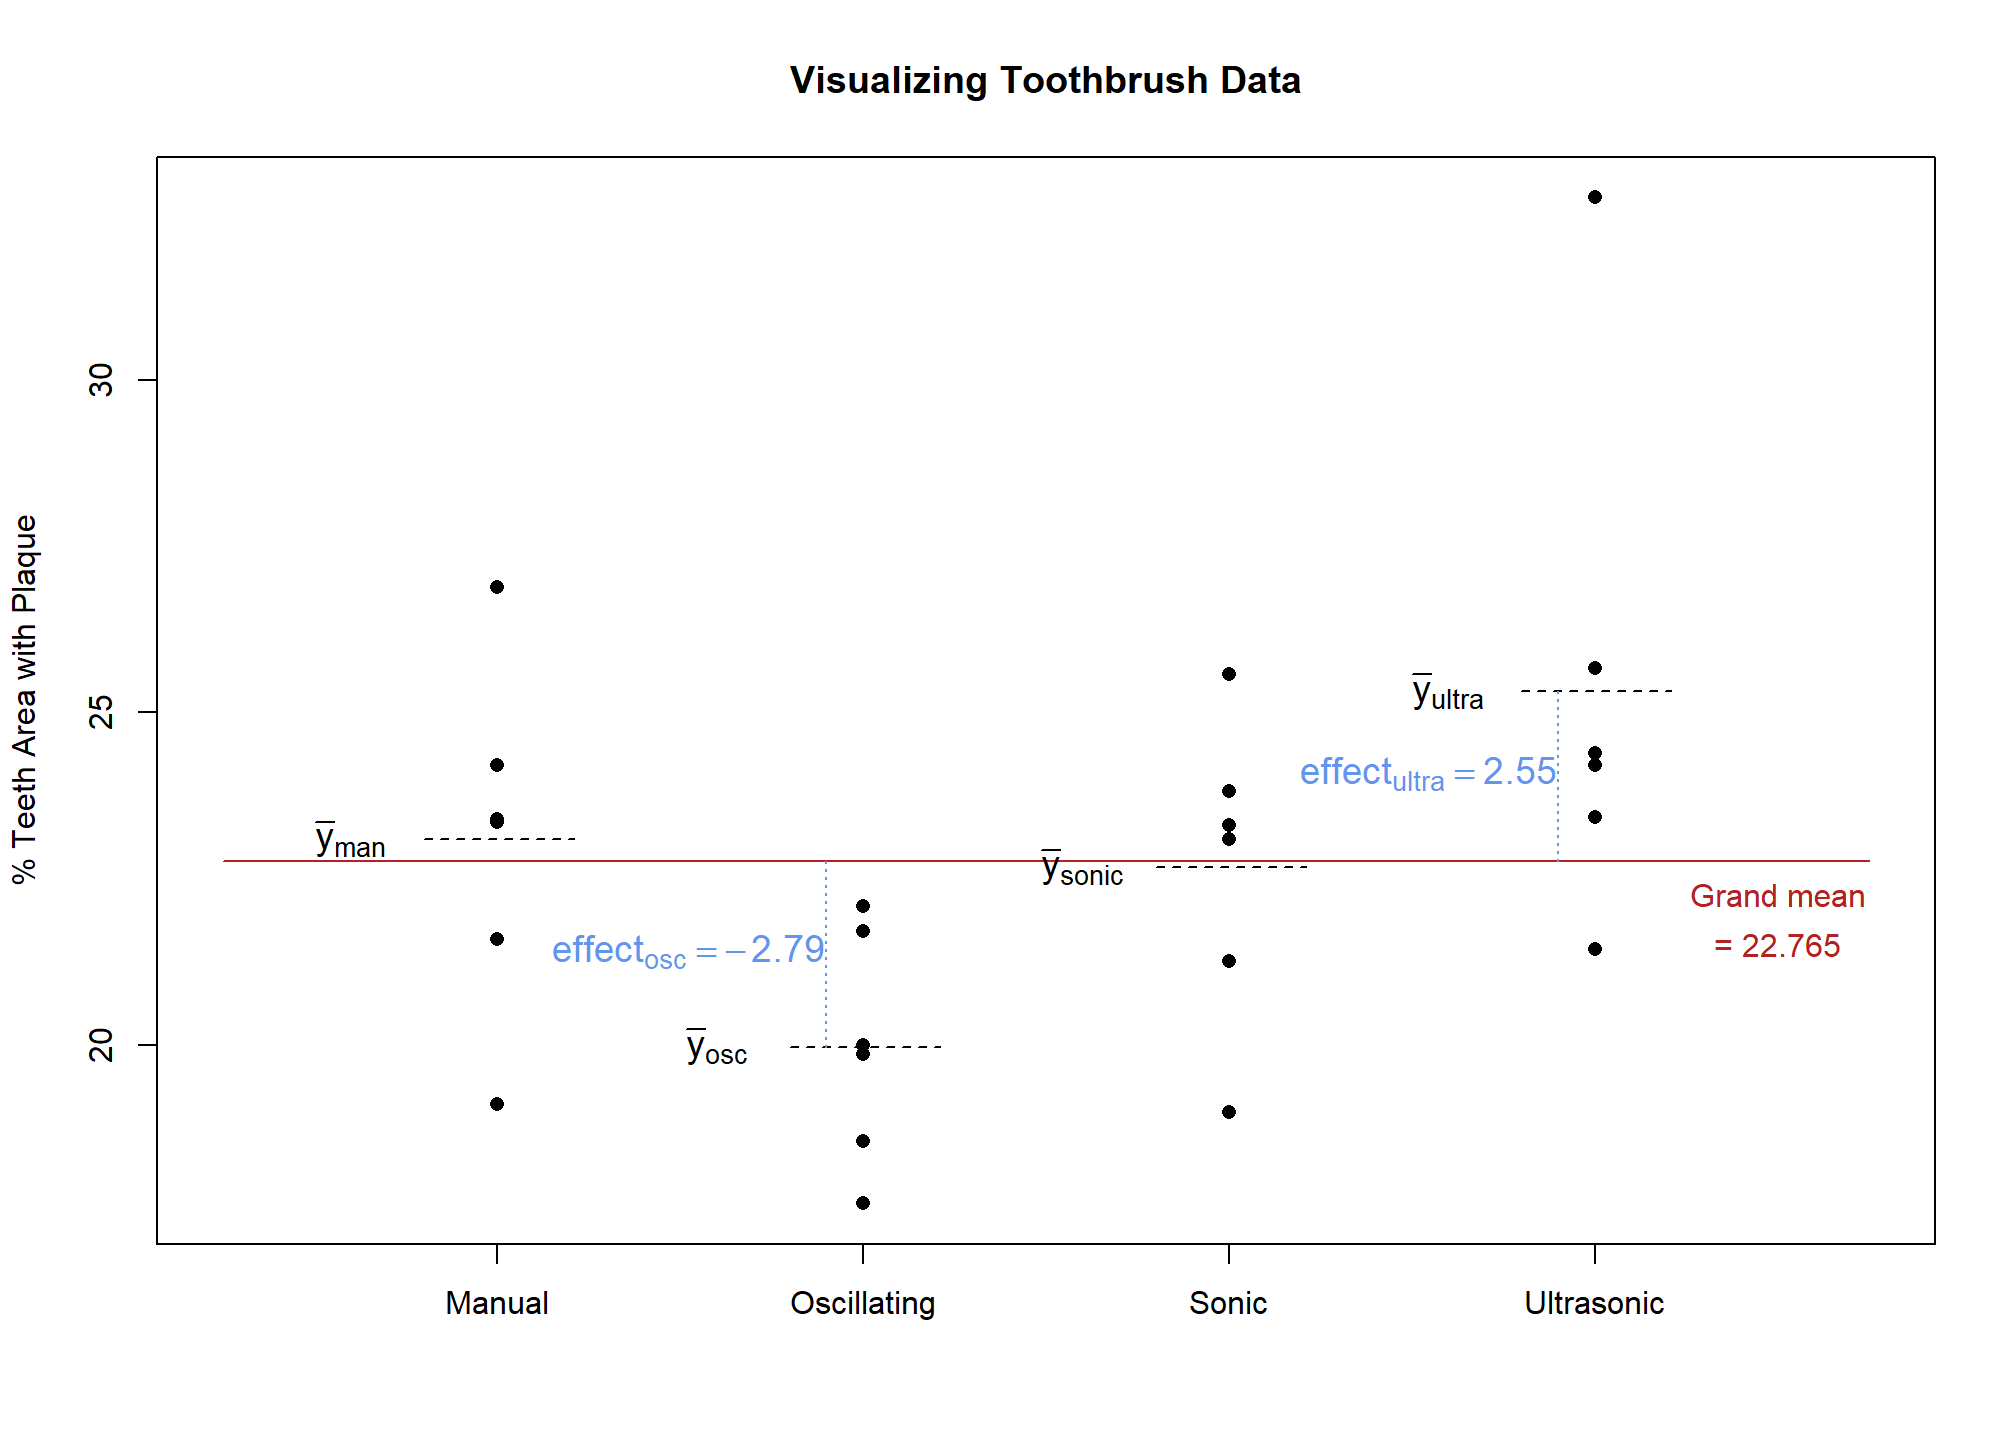 Visualizing Toothbrush Data
% Teeth Area with Plaque
30
25
20
ȳman
effectosc = −2.79
ȳosc
ȳsonic
ȳultra
effectultra = 2.55
Grand mean
= 22.765
Manual
Oscillating
Sonic
Ultrasonic